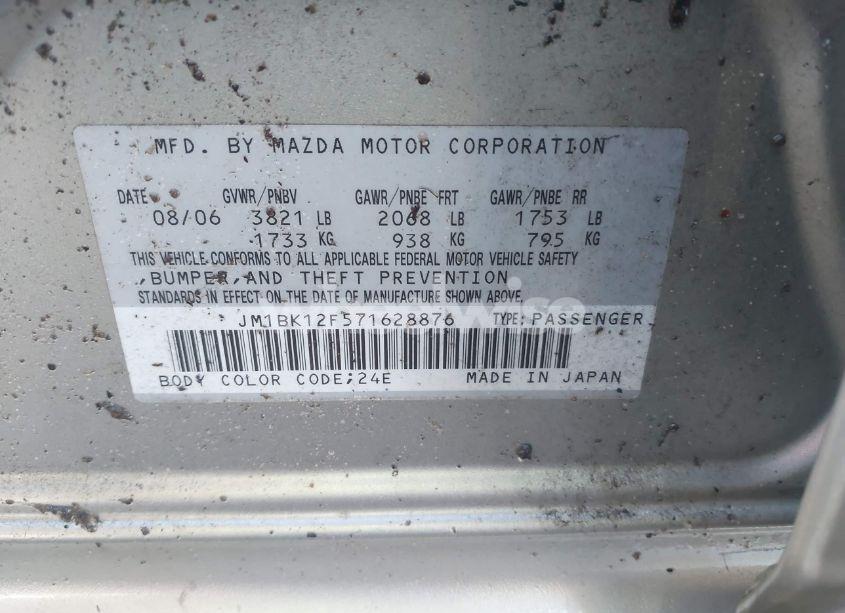 MFD. BY MAZDA MOTOR CORPORATION
DATE GVWR/PNBV GAWR/PNBE FRT GAWR/PNBE RR
08/06 3821 LB 2068 LB 1753 LB
1733 KG 938 KG 795 KG
THIS VEHICLE CONFORMS TO ALL APPLICABLE FEDERAL MOTOR VEHICLE SAFETY
,BUMPER,AND THEFT PREVENTION
STANDARDS IN EFFECT ON THE DATE OF MANUFACTURE SHOWN ABOVE.
JM1BK12F571628876 TYPE: PASSENGER
BODY COLOR CODE:24E MADE IN JAPAN